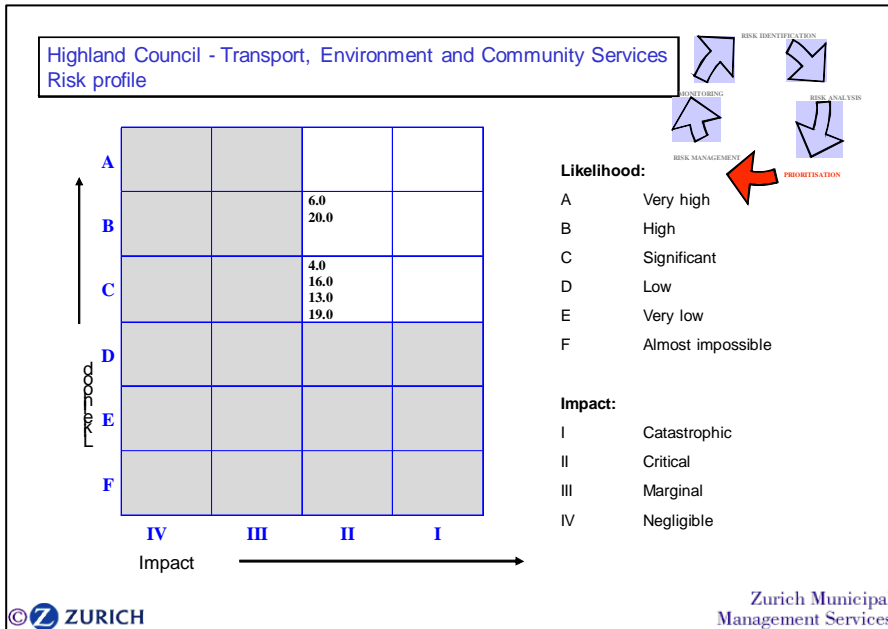 Highland Council - Transport, Environment and Community Services
Risk profile
RISK IDENTIFICATION
RISK ANALYSIS
PRIORITISATION
RISK MANAGEMENT
MONITORING
A
B
C
D
E
F
6.0
20.0
4.0
16.0
13.0
19.0
Likelihood
IV III II I
Impact
Likelihood:
A Very high
B High
C Significant
D Low
E Very low
F Almost impossible
Impact:
I Catastrophic
II Critical
III Marginal
IV Negligible
© Z ZURICH
Zurich Municipa
Management Services